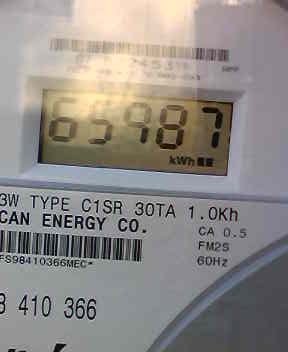 65987
kWh
3W TYPE C1SR 30TA 1.0Kh
CAN ENERGY CO.
CA 0.5
FM2S
60Hz
FS98410366MEC*
8 410 366